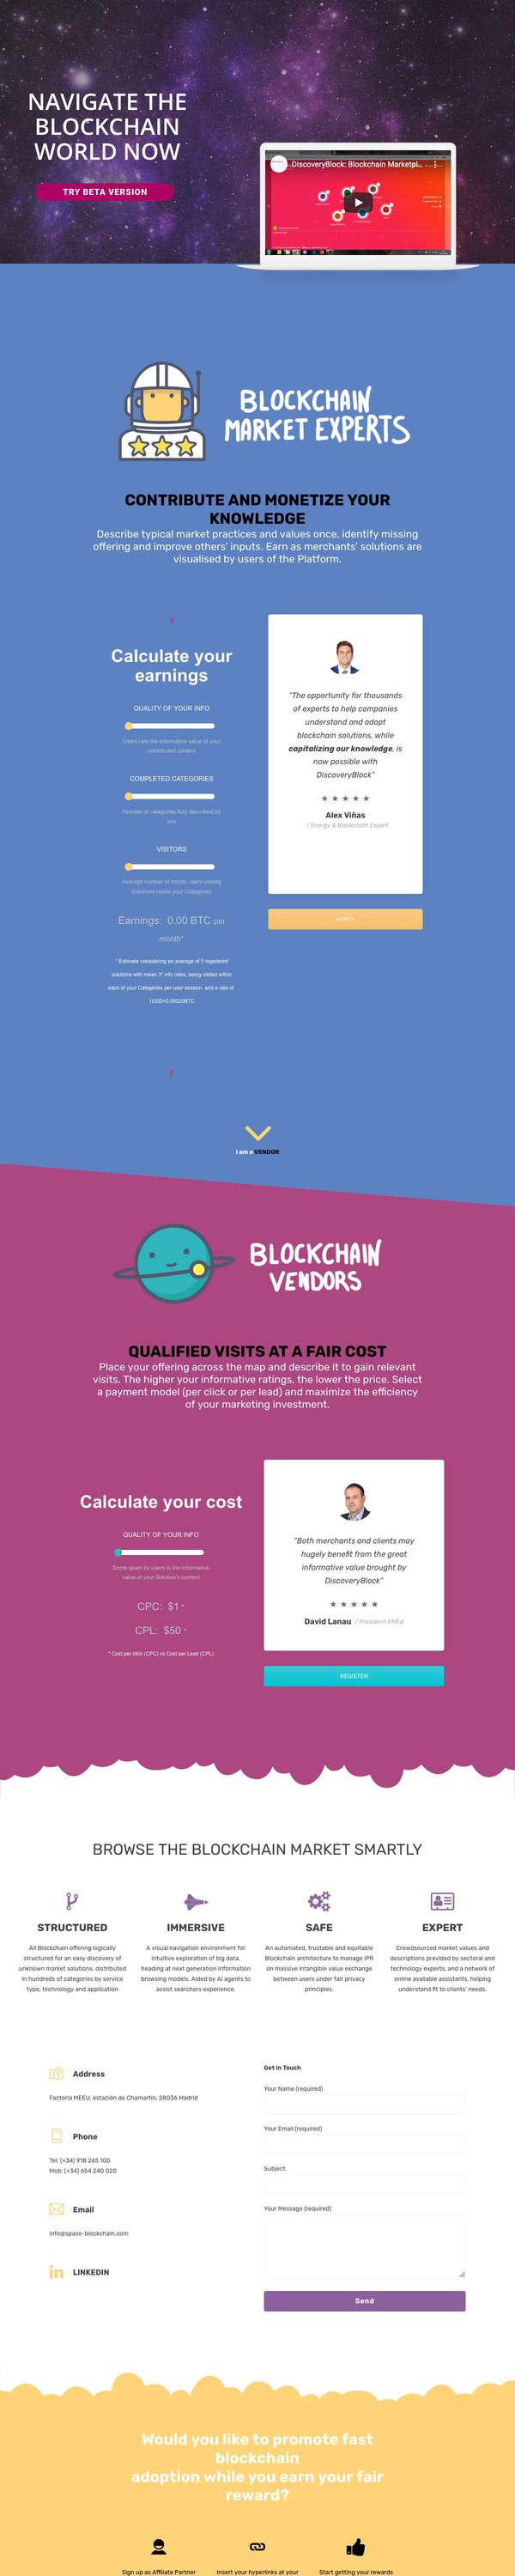 NAVIGATE THE
BLOCKCHAIN
WORLD NOW
TRY BETA VERSION
DiscoveryBlock: Blockchain Marketpl...
BLOCKCHAIN
MARKET EXPERTS
CONTRIBUTE AND MONETIZE YOUR
KNOWLEDGE
Describe typical market practices and values once, identify missing
offering and improve others' inputs. Earn as merchants' solutions are
visualised by users of the Platform.
Calculate your
earnings
QUALITY OF YOUR INFO
Users rate the informative value of your
contributed content
COMPLETED CATEGORIES
Number of categories fully described by
you
VISITORS
Average number of montly users visiting
Solutions inside your Categories
Earnings: 0.00 BTC per
month*
* Estimate considering an average of 5 registered
solutions with mean 3* info rates, being visited within
each of your Categories per user session, and a rate of
1USD=0.00020BTC
"The opportunity for thousands
of experts to help companies
understand and adopt
blockchain solutions, while
capitalizing our knowledge, is
now possible with
DiscoveryBlock"
Alex Viñas
/ Energy & Blockchain Expert
APPLY
I am a VENDOR
BLOCKCHAIN
VENDORS
QUALIFIED VISITS AT A FAIR COST
Place your offering across the map and describe it to gain relevant
visits. The higher your informative ratings, the lower the price. Select
a payment model (per click or per lead) and maximize the efficiency
of your marketing investment.
Calculate your cost
QUALITY OF YOUR INFO
Score given by users to the informative
value of your Solution's content
CPC: $1 *
CPL: $50 *
* Cost per click (CPC) vs Cost per Lead (CPL)
"Both merchants and clients may
hugely benefit from the great
informative value brought by
DiscoveryBlock"
David Lanau / President EMEA
REGISTER
BROWSE THE BLOCKCHAIN MARKET SMARTLY
STRUCTURED
All Blockchain offering logically
structured for an easy discovery of
unknown market solutions, distributed
in hundreds of categories by service
type, technology and application
IMMERSIVE
A visual navigation environment for
intuitive exploration of big data,
heading at next generation information
browsing models. Aided by AI agents to
assist searchers experience.
SAFE
An automated, trustable and equitable
Blockchain architecture to manage IPR
on massive intangible value exchange
between users under fair privacy
principles.
EXPERT
Crowdsourced market values and
descriptions provided by sectoral and
technology experts, and a network of
online available assistants, helping
understand fit to clients' needs.
Address
Factoría MEEU, estación de Chamartín. 28036 Madrid
Phone
Tel: (+34) 918 265 100
Mob: (+34) 654 240 020
Email
info@space-blockchain.com
LINKEDIN
Get in Touch
Your Name (required)
Your Email (required)
Subject
Your Message (required)
Send
Would you like to promote fast
blockchain
adoption while you earn your fair
reward?
Sign up as Affiliate Partner
Insert your hyperlinks at your
Start getting your rewards